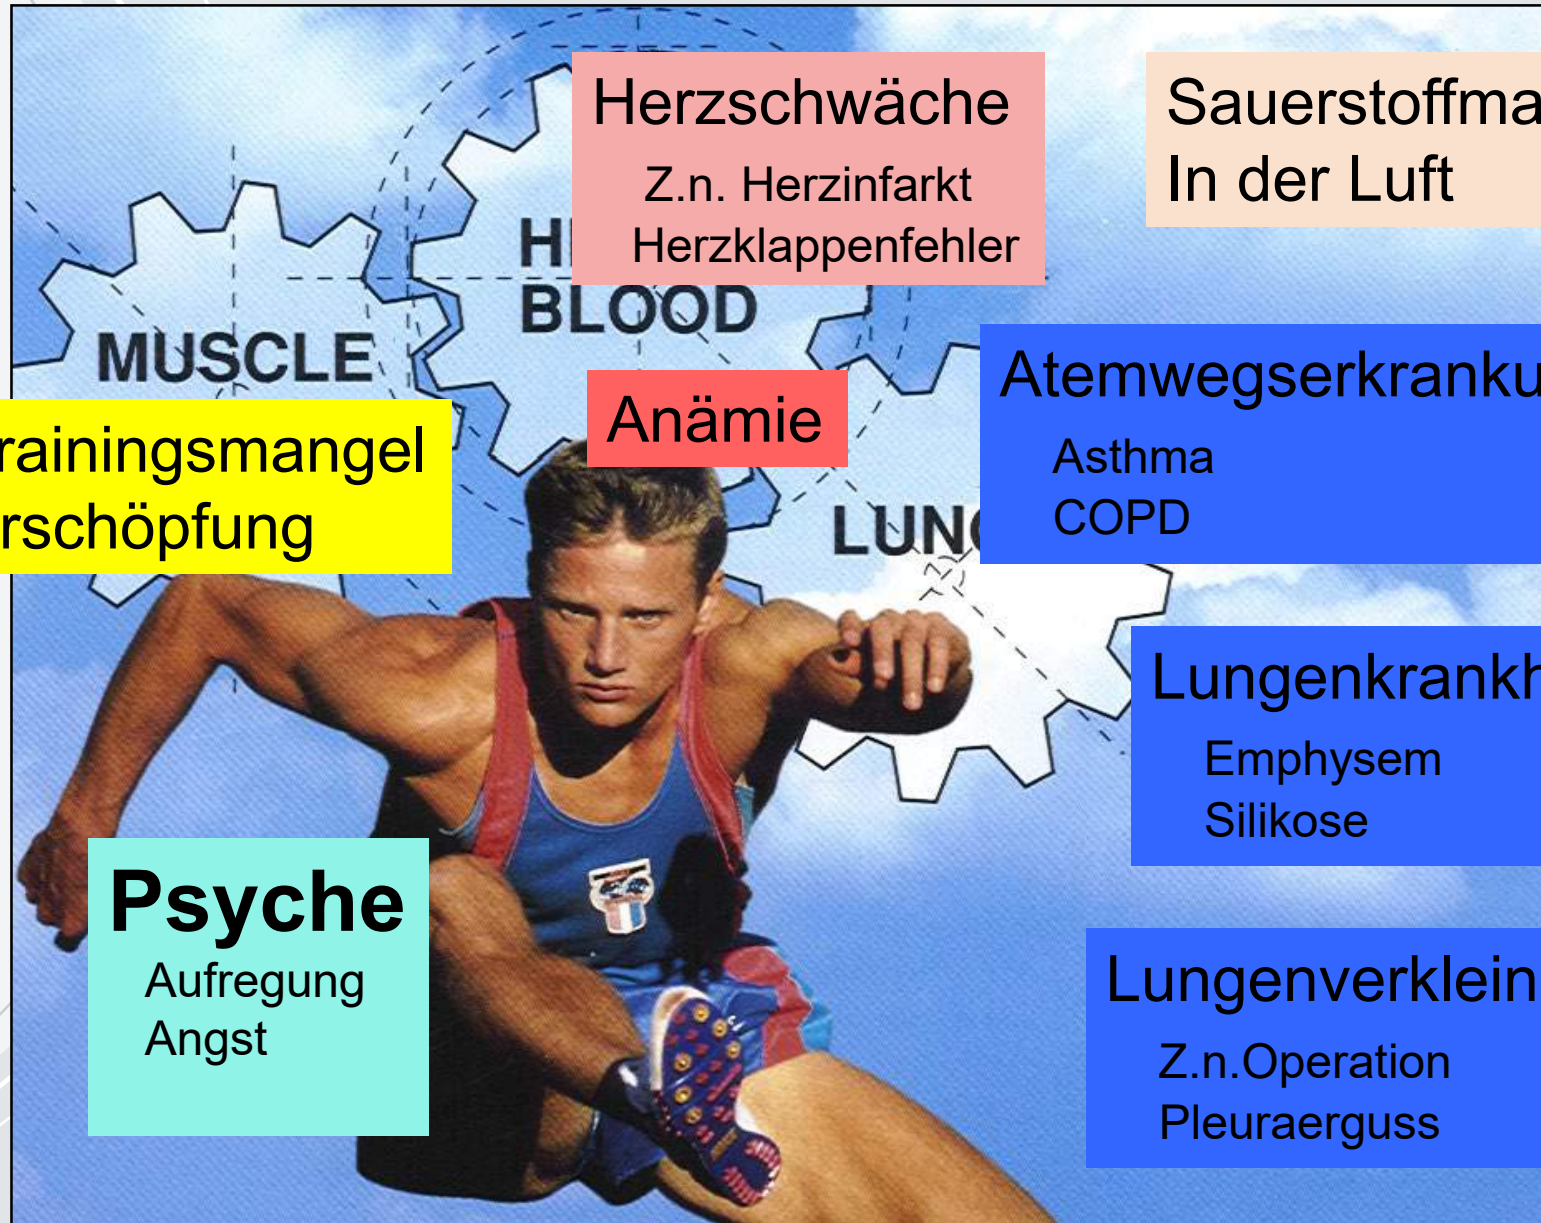 Herzschwäche
Z.n. Herzinfarkt
Herzklappenfehler
Sauerstoffma
In der Luft
H
BLOOD
MUSCLE
Anämie
rainingsmangel
rschöpfung
Atemwegserkranku
Asthma
COPD
LUN
Lungenkrankh
Emphysem
Silikose
Psyche
Aufregung
Angst
Lungenverklein
Z.n.Operation
Pleuraerguss